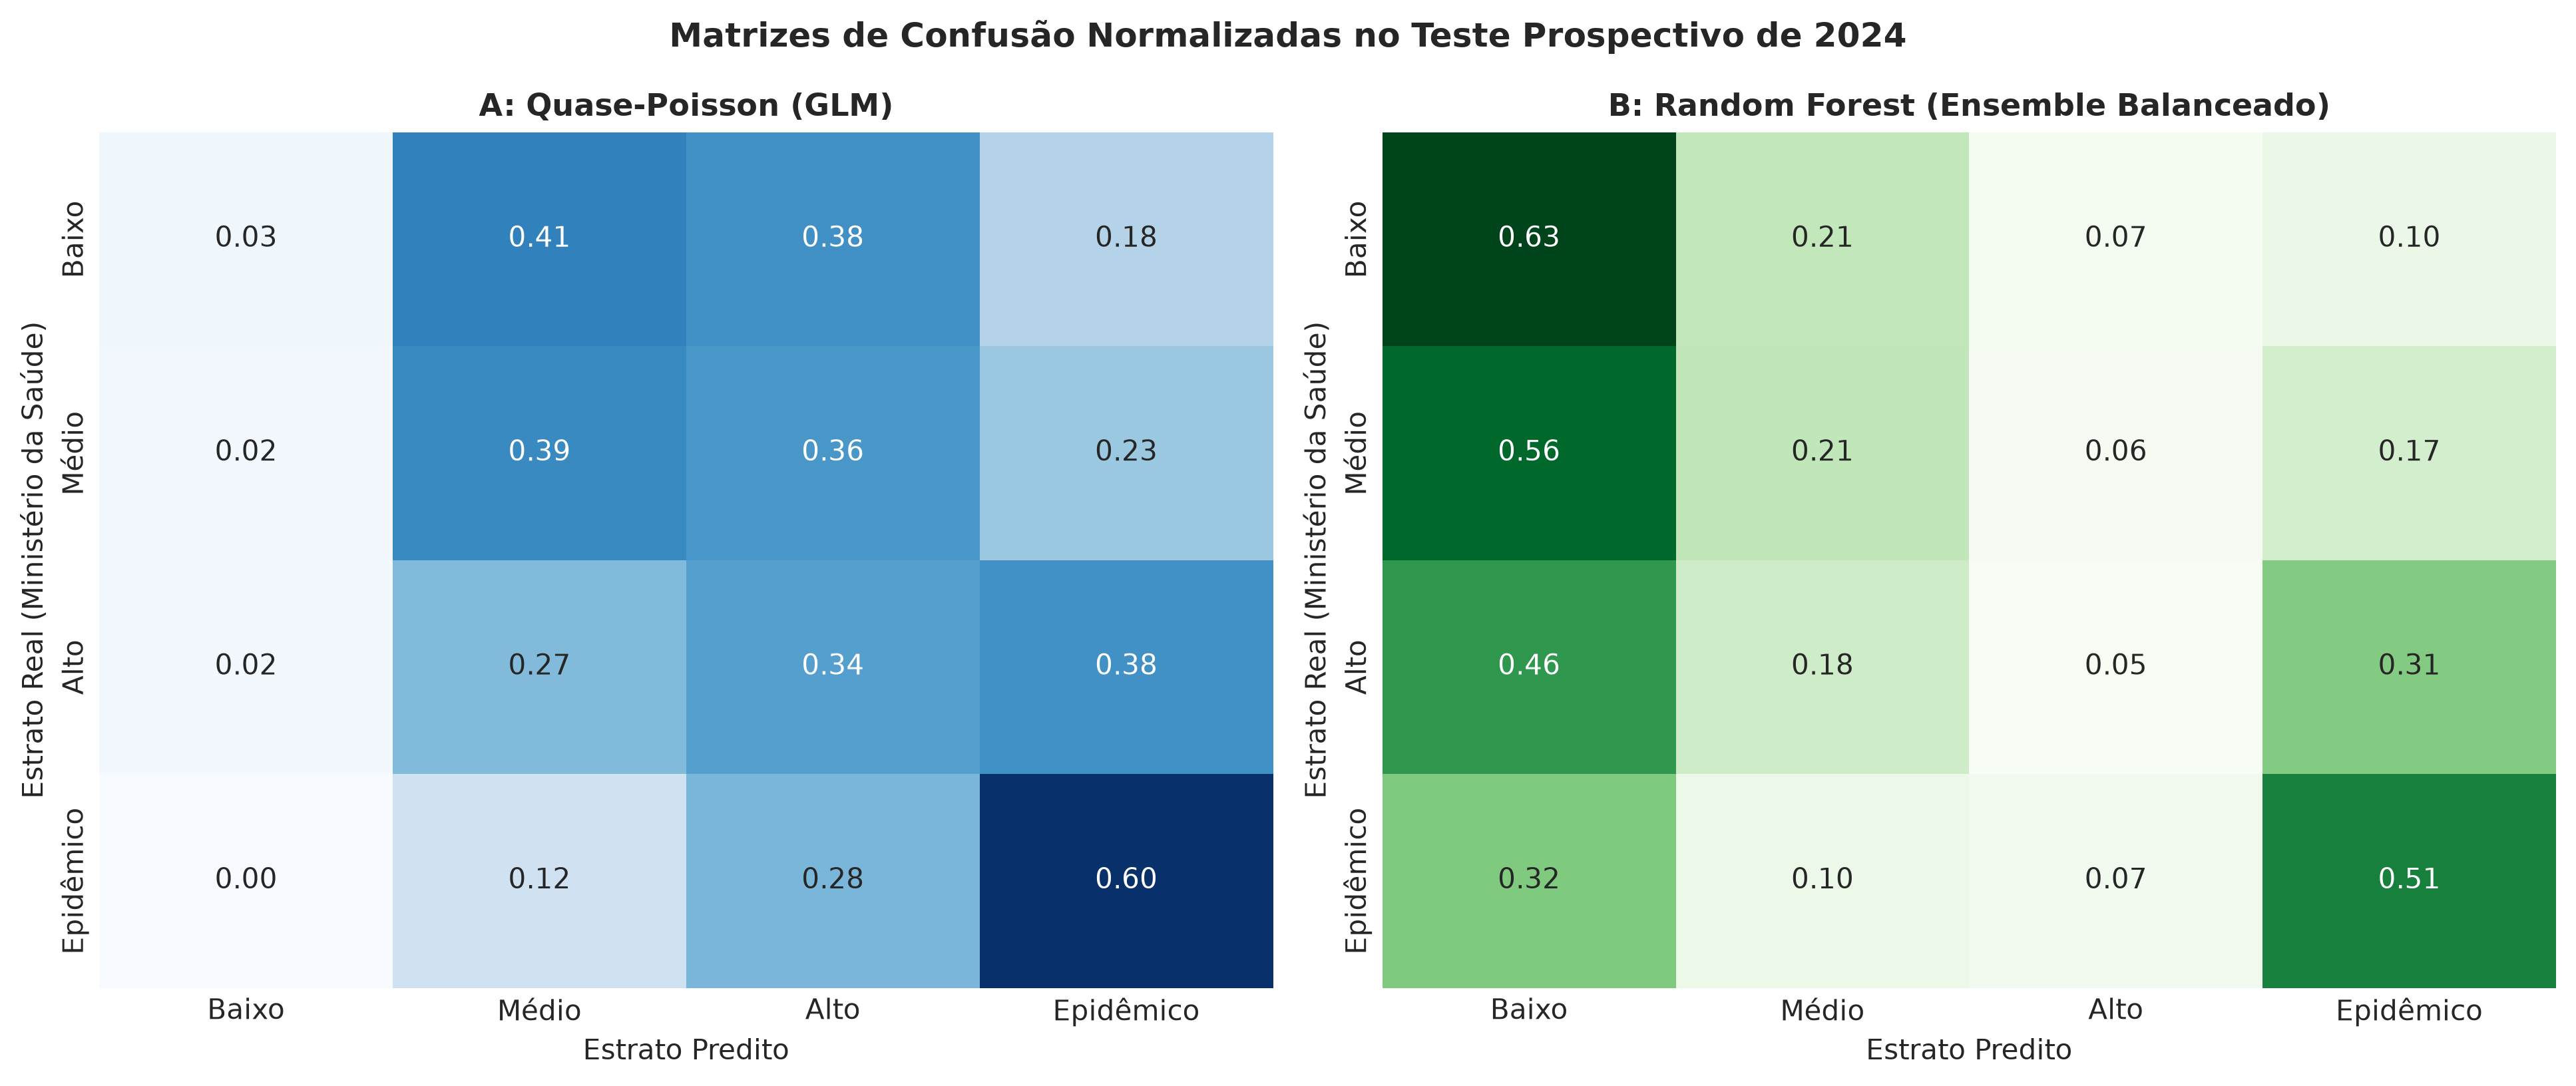 Matrizes de Confusão Normalizadas no Teste Prospectivo de 2024
A: Quase-Poisson (GLM)
Estrato Real (Ministério da Saúde)
Baixo
0.03 0.41 0.38 0.18
Médio
0.02 0.39 0.36 0.23
Alto
0.02 0.27 0.34 0.38
Epidêmico
0.00 0.12 0.28 0.60
Baixo Médio Alto Epidêmico
Estrato Predito
B: Random Forest (Ensemble Balanceado)
Estrato Real (Ministério da Saúde)
Baixo
0.63 0.21 0.07 0.10
Médio
0.56 0.21 0.06 0.17
Alto
0.46 0.18 0.05 0.31
Epidêmico
0.32 0.10 0.07 0.51
Baixo Médio Alto Epidêmico
Estrato Predito